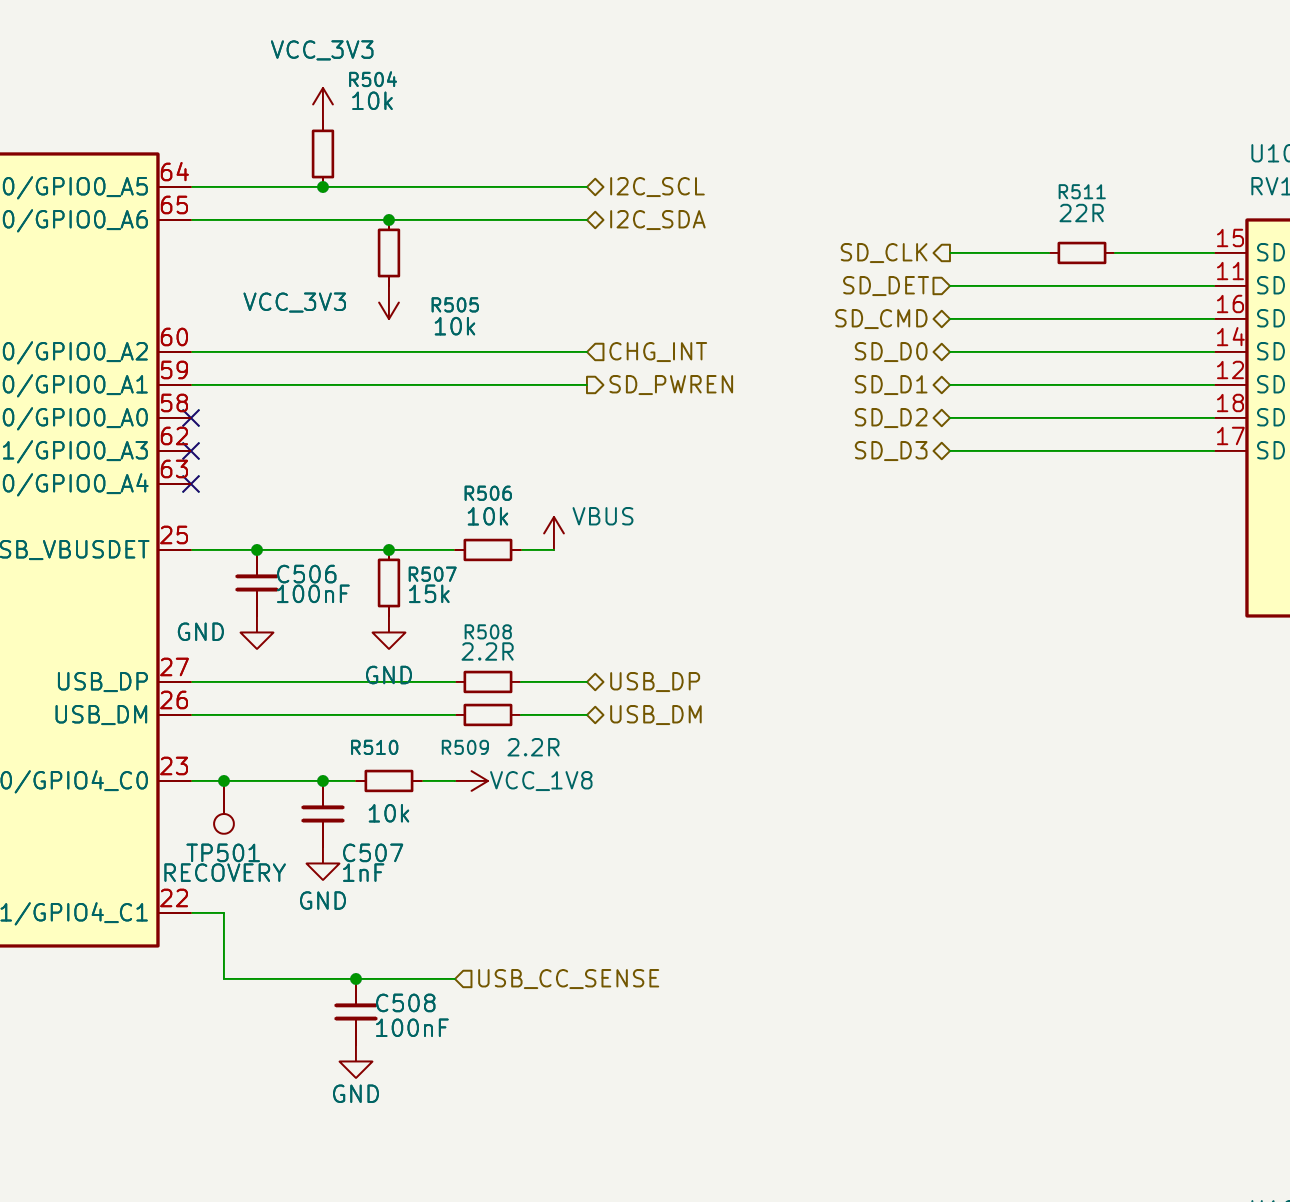 VCC_3V3
R504
10k
64
0/GPIO0_A5
I2C_SCL
65
0/GPIO0_A6
I2C_SDA
VCC_3V3
R505
10k
60
0/GPIO0_A2
CHG_INT
59
0/GPIO0_A1
SD_PWREN
58
0/GPIO0_A0
62
1/GPIO0_A3
63
0/GPIO0_A4
R506
10k
VBUS
25
SB_VBUSDET
C506
100nF
R507
15k
GND
GND
R508
2.2R
27
USB_DP
USB_DP
26
USB_DM
USB_DM
R509
2.2R
R510
10k
VCC_1V8
23
0/GPIO4_C0
TP501
RECOVERY
C507
1nF
GND
22
1/GPIO4_C1
USB_CC_SENSE
C508
100nF
GND
U10
RV1
R511
22R
SD_CLK
15
SD
SD_DET
11
SD
SD_CMD
16
SD
SD_D0
14
SD
SD_D1
12
SD
SD_D2
18
SD
SD_D3
17
SD